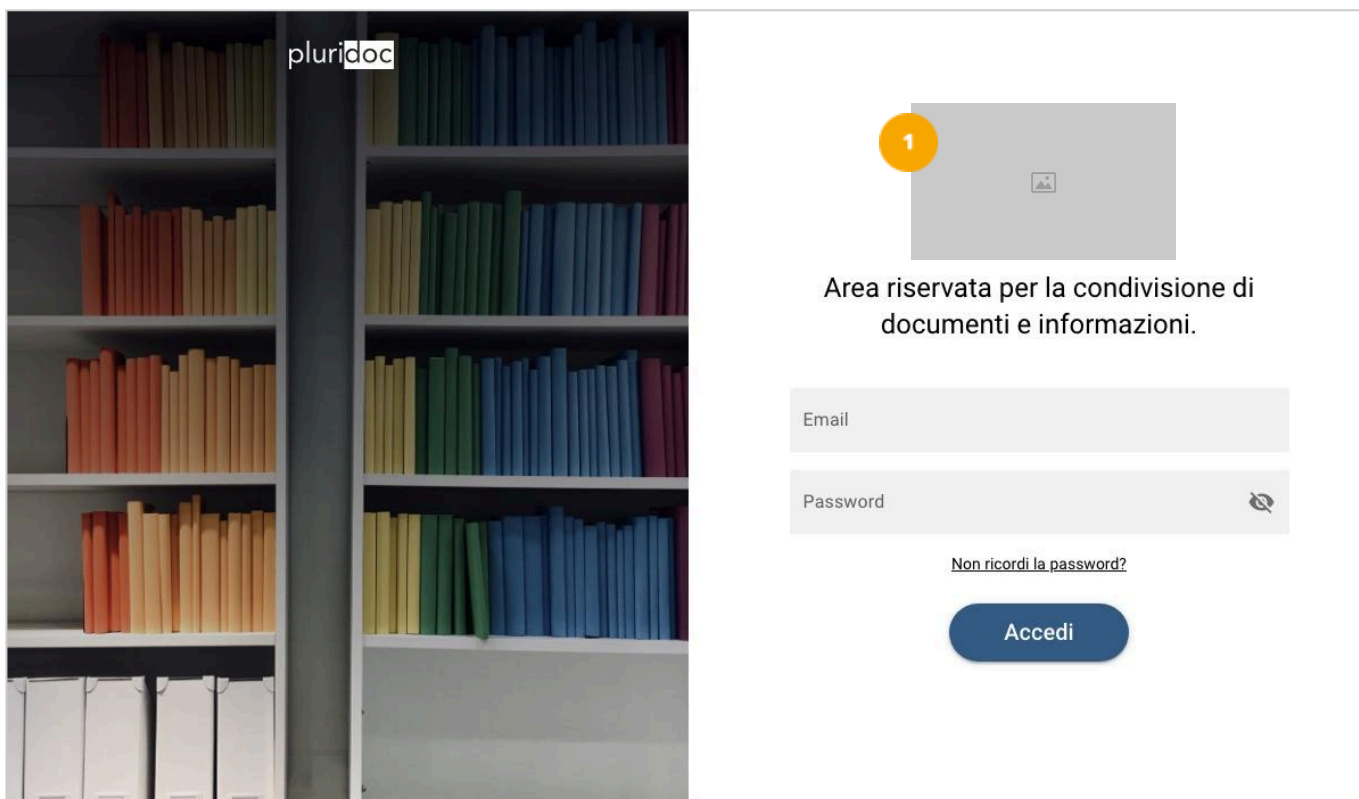 pluridoc
1
Area riservata per la condivisione di
documenti e informazioni.
Email
Password
Non ricordi la password?
Accedi